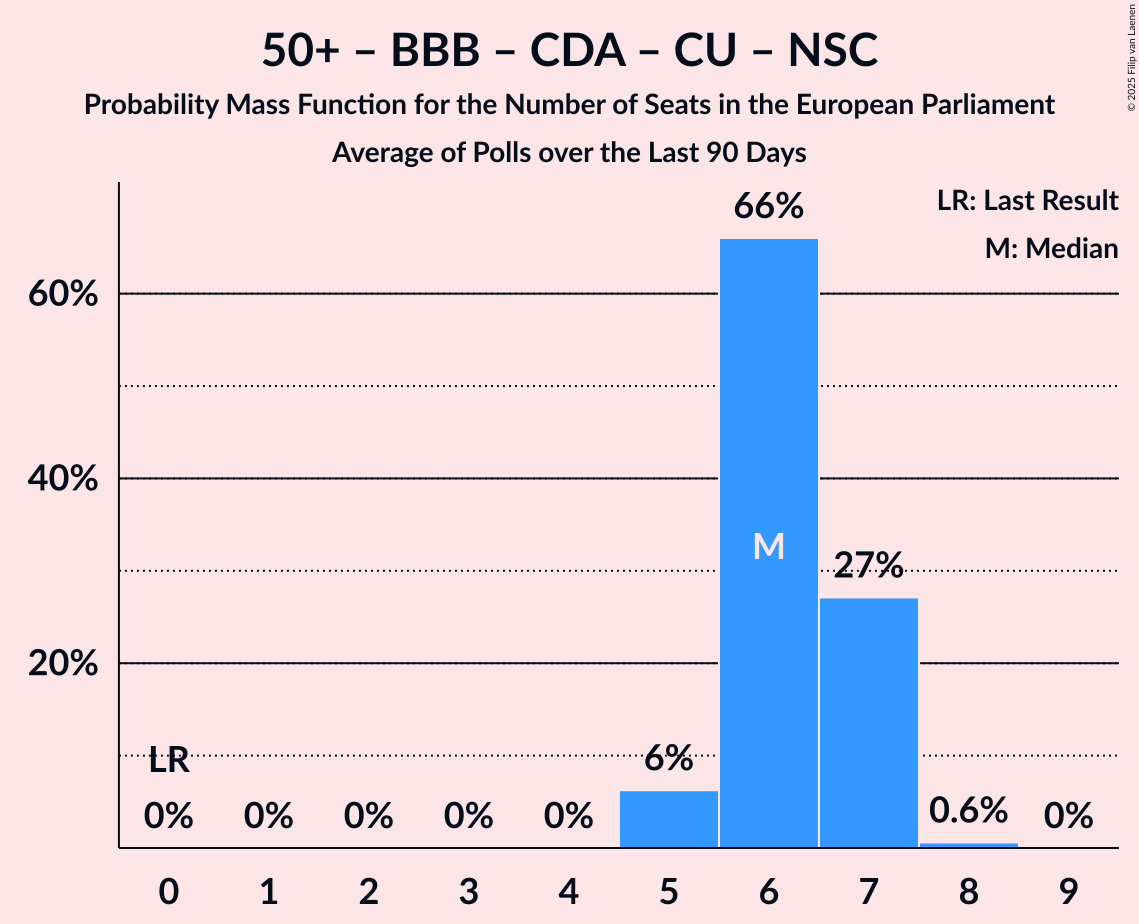 50+ – BBB – CDA – CU – NSC
Probability Mass Function for the Number of Seats in the European Parliament
Average of Polls over the Last 90 Days
© 2025 Filip van Laenen
LR: Last Result
M: Median
66%
60%
40%
M
27%
20%
LR
6%
0% 0% 0% 0% 0% 0.6% 0%
0 1 2 3 4 5 6 7 8 9